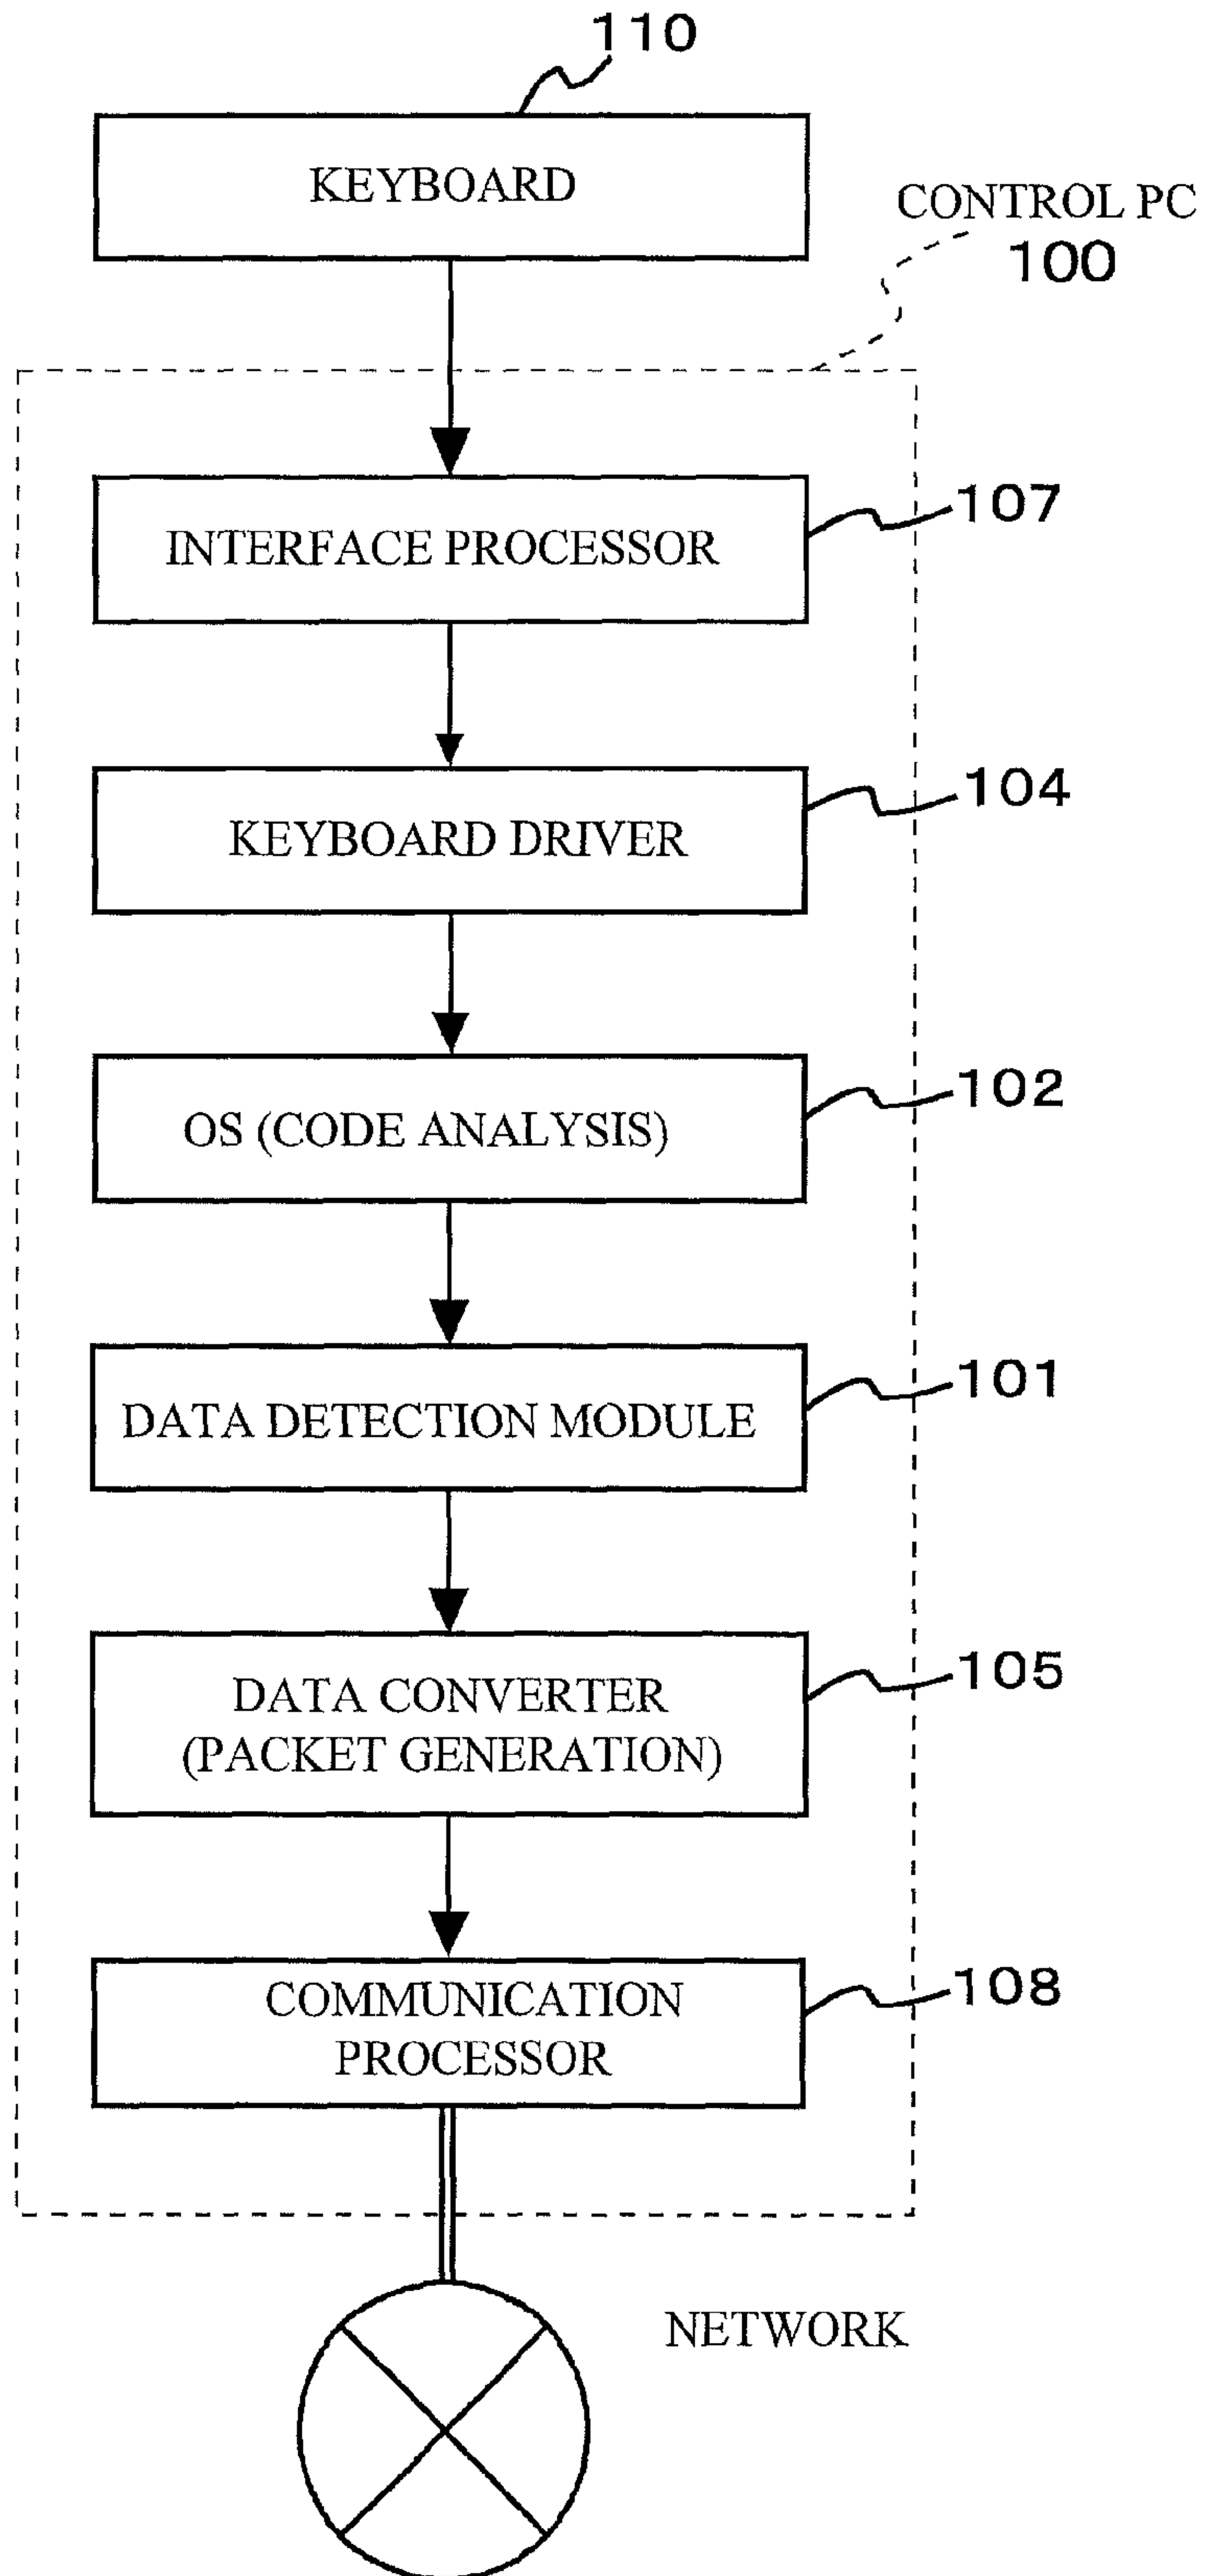 110
KEYBOARD
CONTROL PC
100
INTERFACE PROCESSOR
107
KEYBOARD DRIVER
104
OS (CODE ANALYSIS)
102
DATA DETECTION MODULE
101
DATA CONVERTER
(PACKET GENERATION)
105
COMMUNICATION
PROCESSOR
108
NETWORK